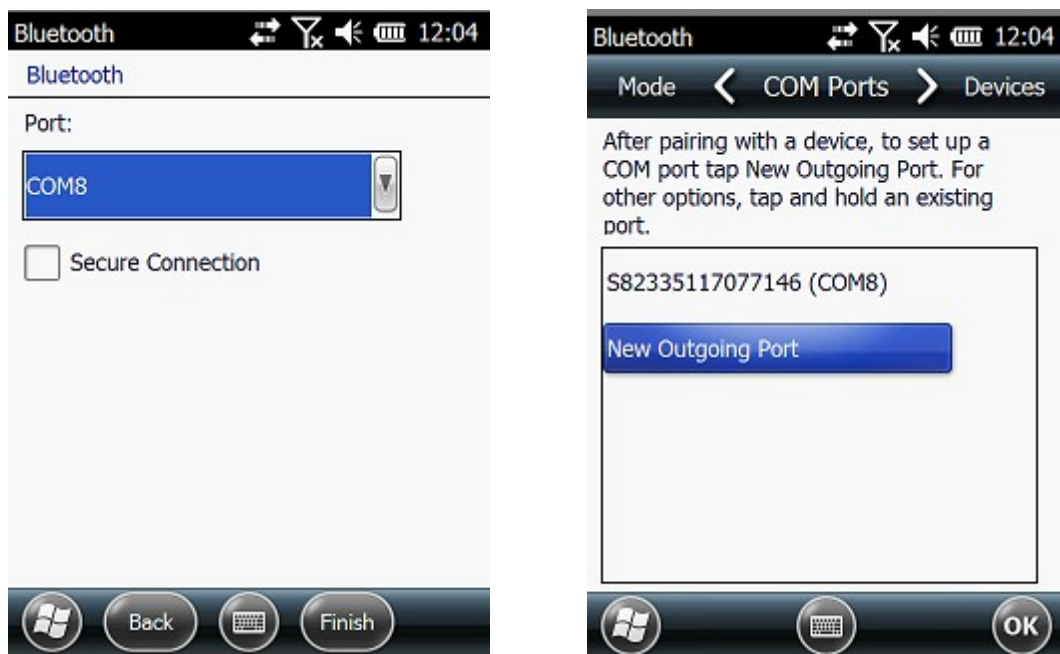 Bluetooth 12:04
Bluetooth
Port:
COM8
Secure Connection
Back Finish
Bluetooth 12:04
Mode COM Ports Devices
After pairing with a device, to set up a
COM port tap New Outgoing Port. For
other options, tap and hold an existing
port.
S82335117077146 (COM8)
New Outgoing Port
OK